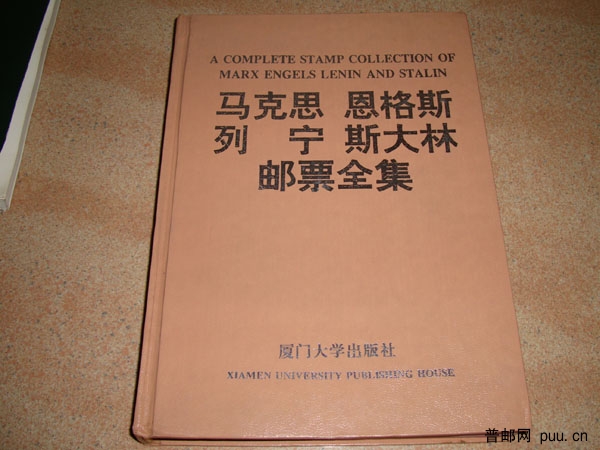 A COMPLETE STAMP COLLECTION OF
MARX ENGELS LENIN AND STALIN
马克思 恩格斯
列 宁 斯大林
邮票全集
厦门大学出版社
XIAMEN UNIVERSITY PUBLISHING HOUSE
普邮网 puu.cn